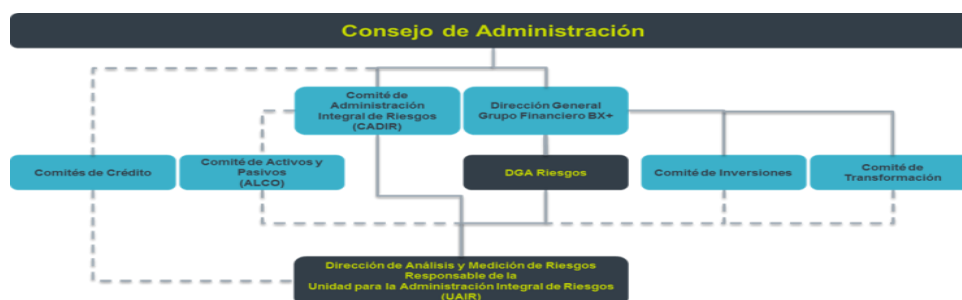 Consejo de Administración
Comité de
Administración
Integral de Riesgos
(CADIR)
Dirección General
Grupo Financiero BX+
Comités de Crédito
Comité de Activos y
Pasivos
(ALCO)
DGA Riesgos
Comité de Inversiones
Comité de
Transformación
Dirección de Análisis y Medición de Riesgos
Responsable de la
Unidad para la Administración Integral de Riesgos
(UAIR)